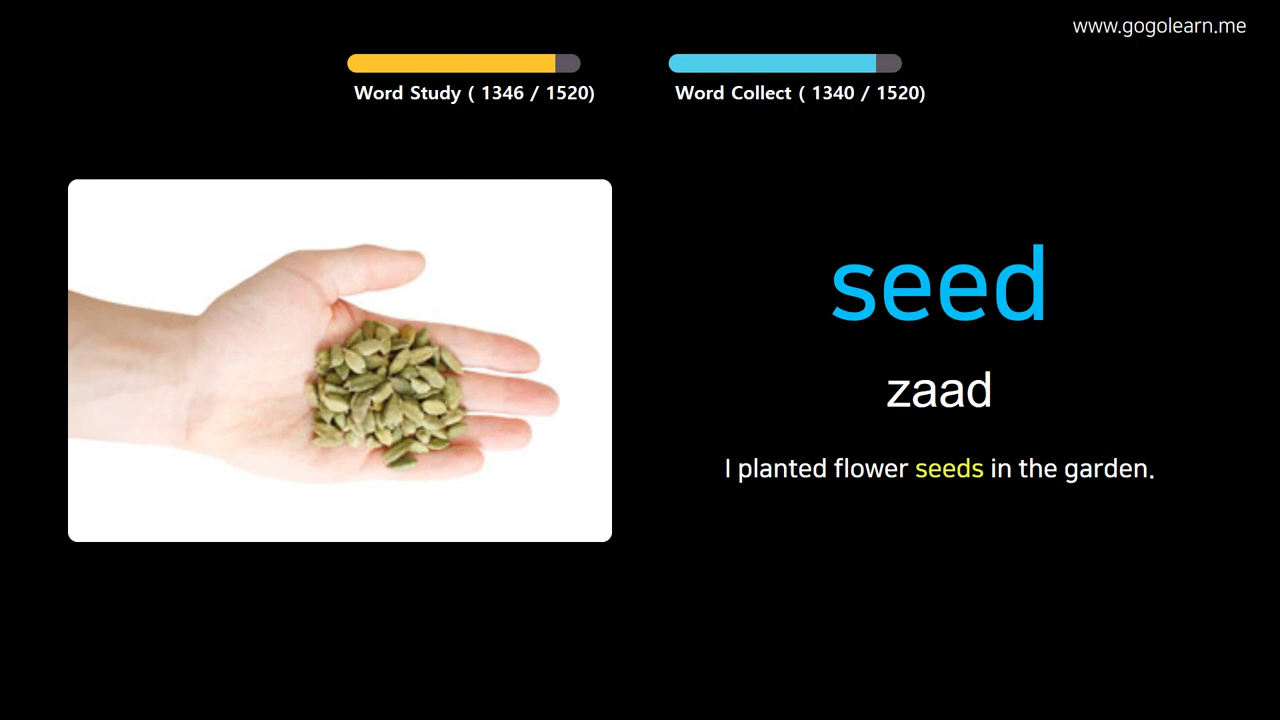 www.gogolearn.me
Word Study ( 1346 / 1520)
Word Collect ( 1340 / 1520)
seed
zaad
I planted flower seeds in the garden.